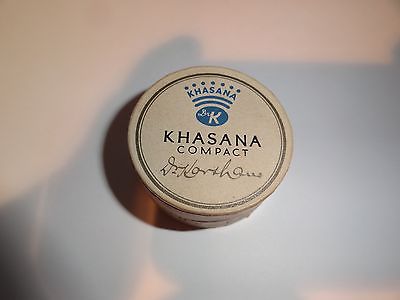 KHASANA
Dr. K
KHASANA
COMPACT
Dr. Korthaus